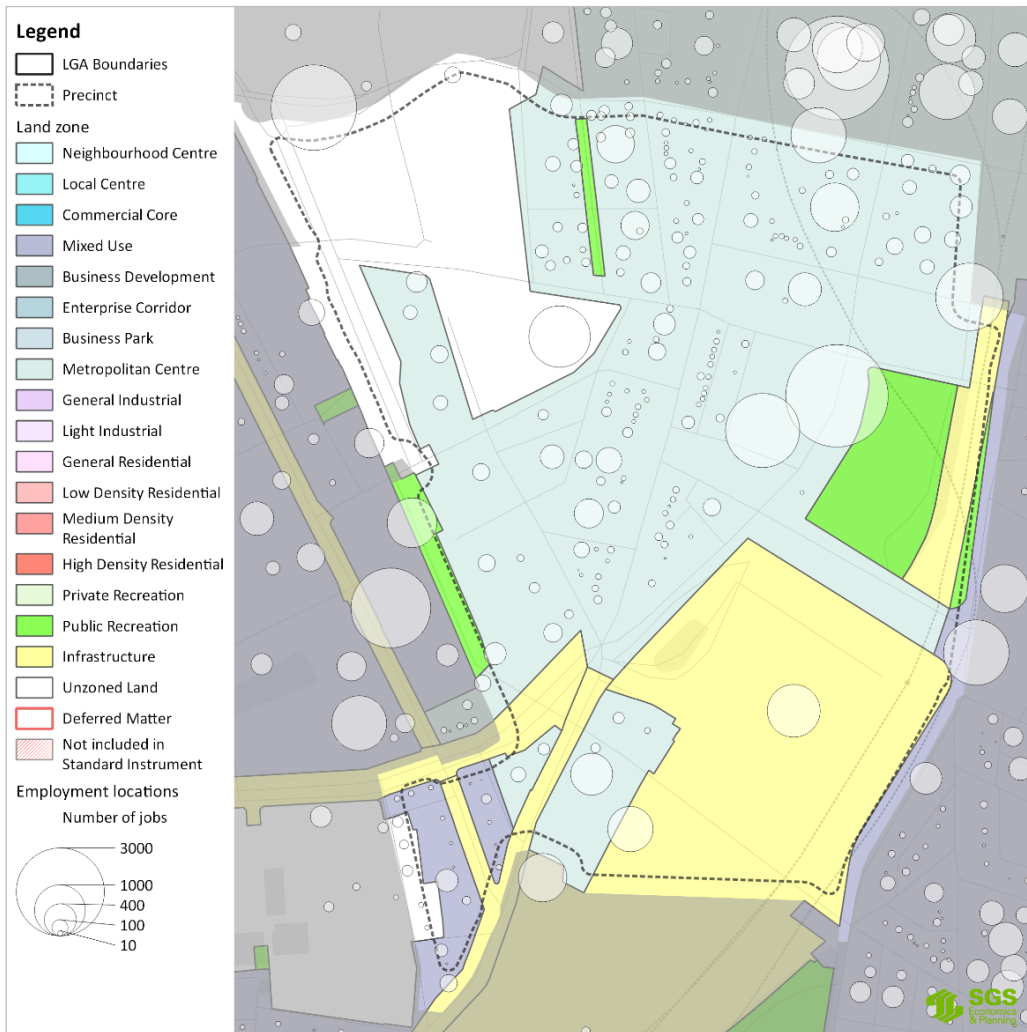 Legend
LGA Boundaries
Precinct
Land zone
Neighbourhood Centre
Local Centre
Commercial Core
Mixed Use
Business Development
Enterprise Corridor
Business Park
Metropolitan Centre
General Industrial
Light Industrial
General Residential
Low Density Residential
Medium Density
Residential
High Density Residential
Private Recreation
Public Recreation
Infrastructure
Unzoned Land
Deferred Matter
Not included in
Standard Instrument
Employment locations
Number of jobs
3000
1000
400
100
10
SGS
Economics
& Planning